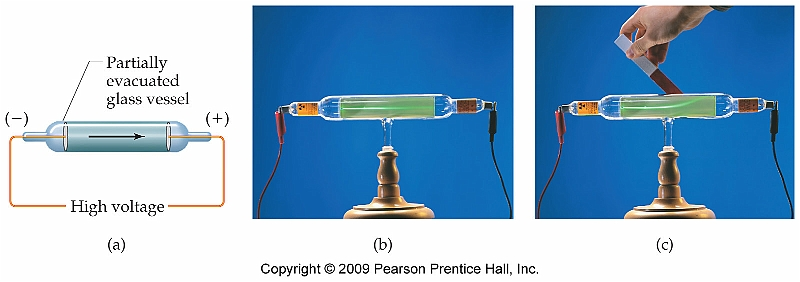 Partially
evacuated
glass vessel
(−)
(+)
High voltage
(a)
(b)
(c)
Copyright © 2009 Pearson Prentice Hall, Inc.